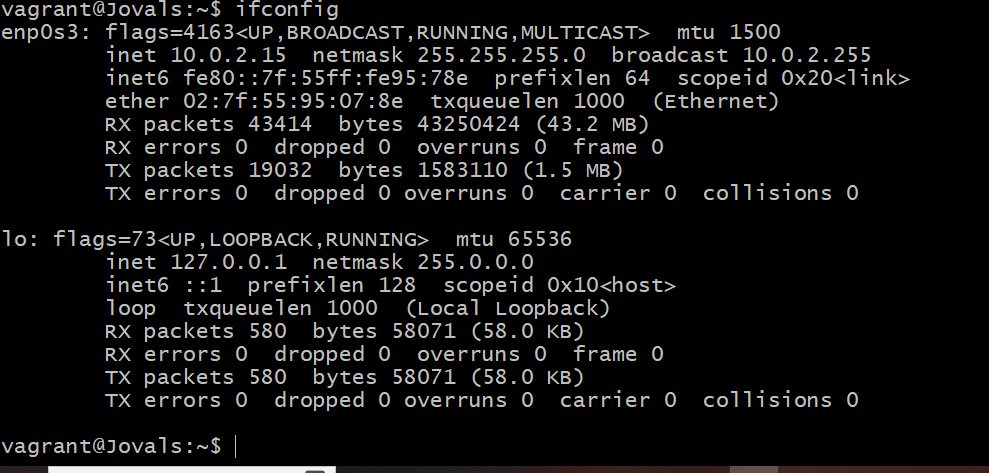 vagrant@Jovals:~$ ifconfig
enp0s3: flags=4163<UP,BROADCAST,RUNNING,MULTICAST>  mtu 1500
        inet 10.0.2.15  netmask 255.255.255.0  broadcast 10.0.2.255
        inet6 fe80::7f:55ff:fe95:78e  prefixlen 64  scopeid 0x20<link>
        ether 02:7f:55:95:07:8e  txqueuelen 1000  (Ethernet)
        RX packets 43414  bytes 43250424 (43.2 MB)
        RX errors 0  dropped 0  overruns 0  frame 0
        TX packets 19032  bytes 1583110 (1.5 MB)
        TX errors 0  dropped 0 overruns 0  carrier 0  collisions 0

lo: flags=73<UP,LOOPBACK,RUNNING>  mtu 65536
        inet 127.0.0.1  netmask 255.0.0.0
        inet6 ::1  prefixlen 128  scopeid 0x10<host>
        loop  txqueuelen 1000  (Local Loopback)
        RX packets 580  bytes 58071 (58.0 KB)
        RX errors 0  dropped 0  overruns 0  frame 0
        TX packets 580  bytes 58071 (58.0 KB)
        TX errors 0  dropped 0 overruns 0  carrier 0  collisions 0

vagrant@Jovals:~$